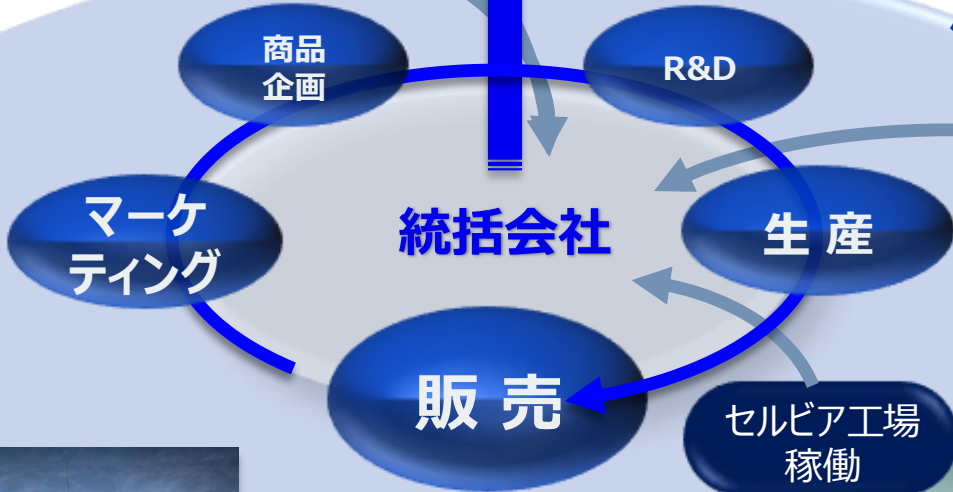 商品
企画
R&D
マーケ
ティング
統括会社
生 産
販 売
セルビア工場
稼働